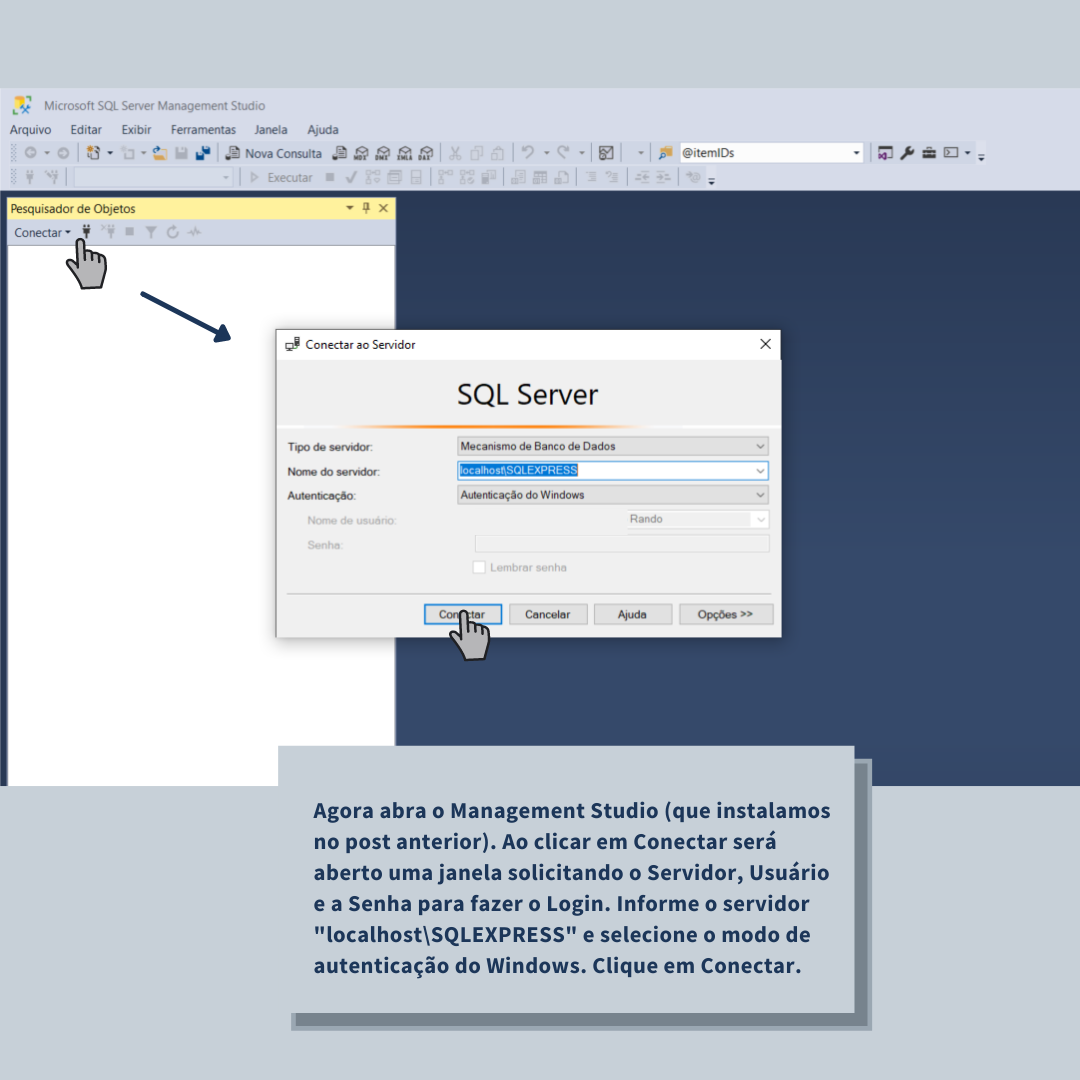 Microsoft SQL Server Management Studio
Arquivo Editar Exibir Ferramentas Janela Ajuda
Nova Consulta MDX DMX XMLA DAX @itemIDs
Executar
Pesquisador de Objetos
Conectar
Conectar ao Servidor
SQL Server
Tipo de servidor: Mecanismo de Banco de Dados
Nome do servidor: localhost\SQLEXPRESS
Autenticação: Autenticação do Windows
Nome de usuário: Rando
Senha:
Lembrar senha
Conectar Cancelar Ajuda Opções >>
Agora abra o Management Studio (que instalamos
no post anterior). Ao clicar em Conectar será
aberto uma janela solicitando o Servidor, Usuário
e a Senha para fazer o Login. Informe o servidor
"localhost\SQLEXPRESS" e selecione o modo de
autenticação do Windows. Clique em Conectar.